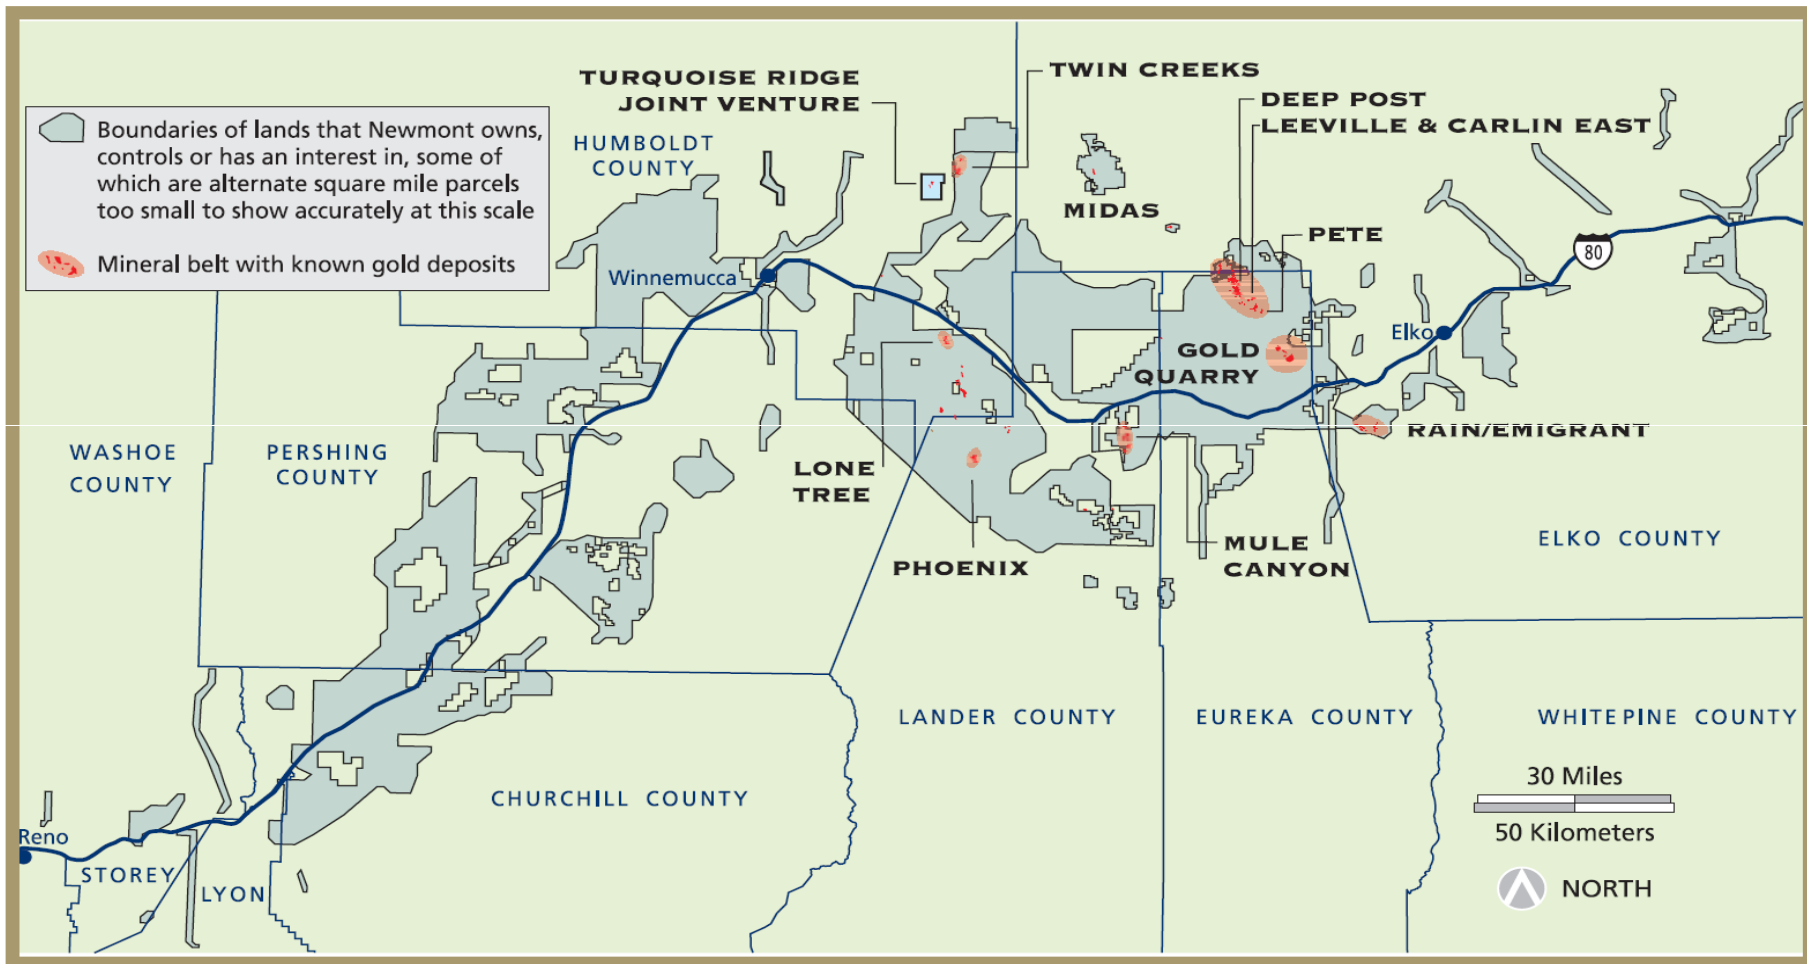 TURQUOISE RIDGE
JOINT VENTURE
TWIN CREEKS
DEEP POST
LEEVILLE & CARLIN EAST
Boundaries of lands that Newmont owns,
controls or has an interest in, some of
which are alternate square mile parcels
too small to show accurately at this scale
Mineral belt with known gold deposits
HUMBOLDT
COUNTY
MIDAS
PETE
80
Winnemucca
Elko
GOLD
QUARRY
RAIN/EMIGRANT
WASHOE
COUNTY
PERSHING
COUNTY
LONE
TREE
PHOENIX
MULE
CANYON
ELKO COUNTY
LANDER COUNTY
EUREKA COUNTY
WHITE PINE COUNTY
CHURCHILL COUNTY
30 Miles
50 Kilometers
NORTH
Reno
STOREY
LYON